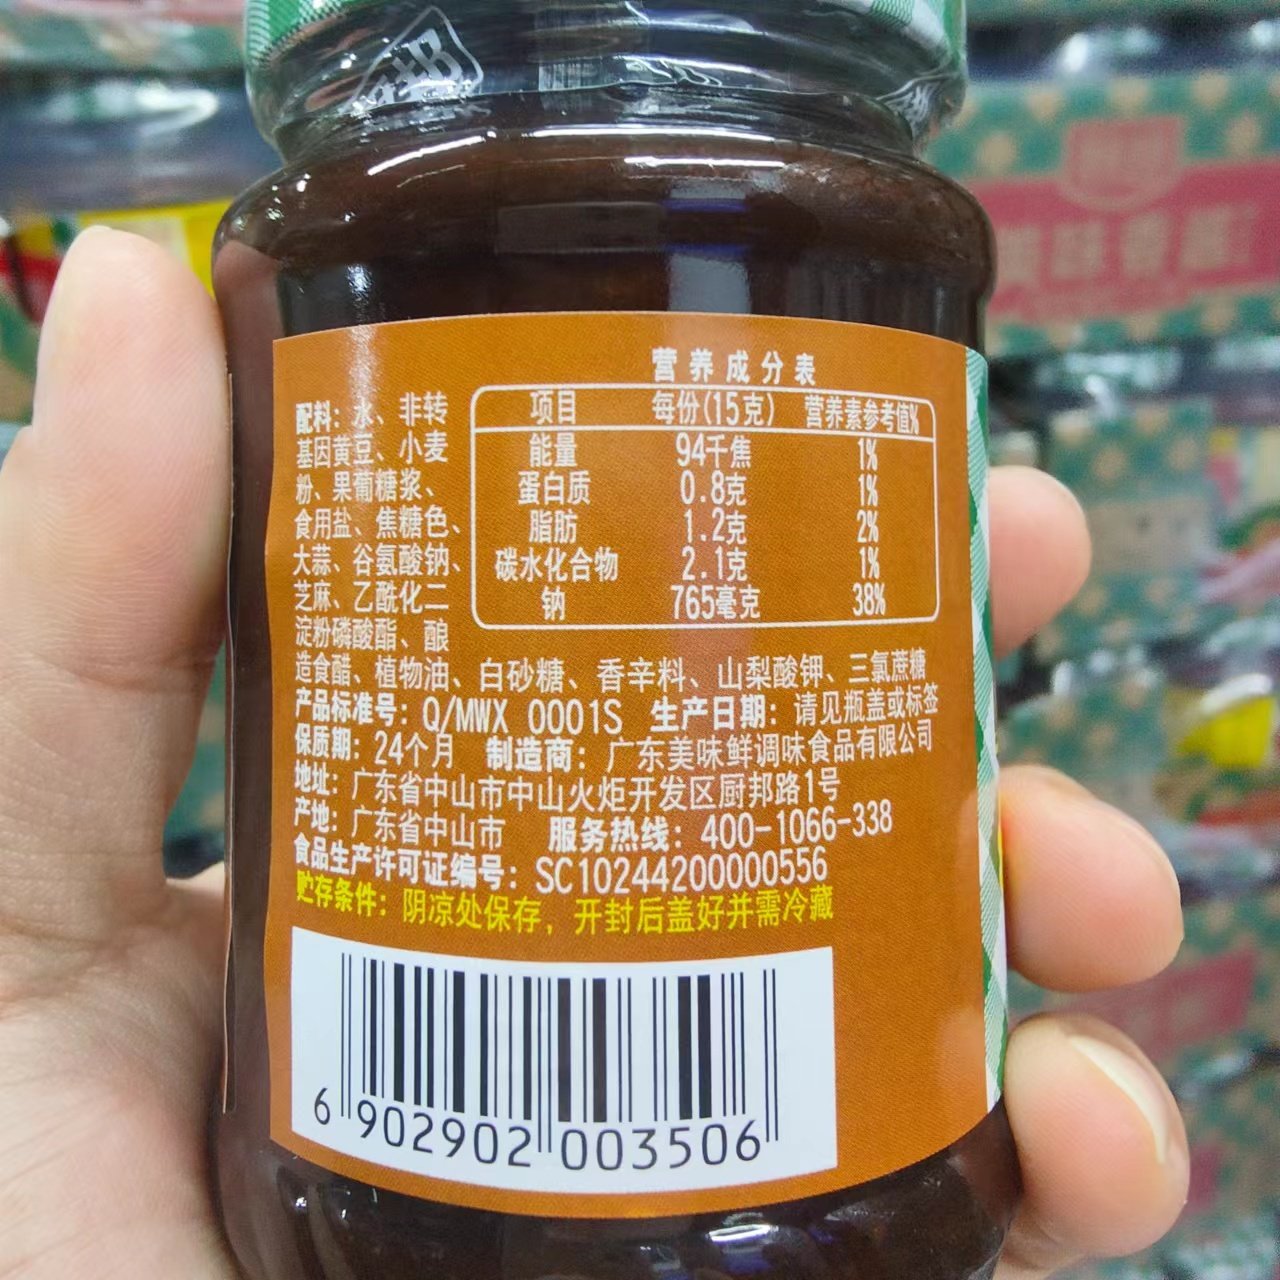 邦
美味香酱
营养成分表
项目 每份(15克) 营养素参考值%
能量 94千焦 1%
蛋白质 0.8克 1%
脂肪 1.2克 2%
碳水化合物 2.1克 1%
钠 765毫克 38%
配料：水、非转
基因黄豆、小麦
粉、果葡糖浆、
食用盐、焦糖色、
大蒜、谷氨酸钠、
芝麻、乙酰化二
淀粉磷酸酯、酿
造食醋、植物油、白砂糖、香辛料、山梨酸钾、三氯蔗糖
产品标准号：Q/MWX 0001S 生产日期：请见瓶盖或标签
保质期：24个月 制造商：广东美味鲜调味食品有限公司
地址：广东省中山市中山火炬开发区厨邦路1号
产地：广东省中山市 服务热线：400-1066-338
食品生产许可证编号：SC10244200000556
贮存条件：阴凉处保存，开封后盖好并需冷藏
6 902902 003506